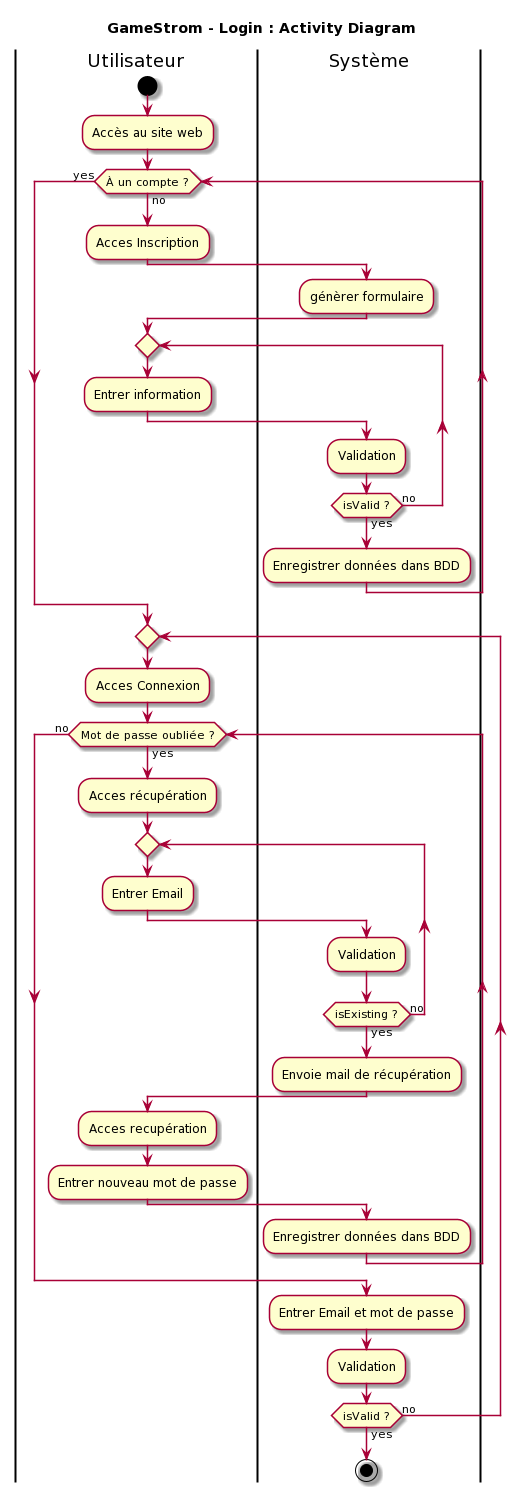 GameStrom - Login : Activity Diagram
Utilisateur
Système
Accès au site web
À un compte ?
yes
no
Acces Inscription
génèrer formulaire
Entrer information
Validation
isValid ?
no
yes
Enregistrer données dans BDD
Acces Connexion
Mot de passe oubliée ?
no
yes
Acces récupération
Entrer Email
Validation
isExisting ?
no
yes
Envoie mail de récupération
Acces recupération
Entrer nouveau mot de passe
Enregistrer données dans BDD
Entrer Email et mot de passe
Validation
isValid ?
no
yes